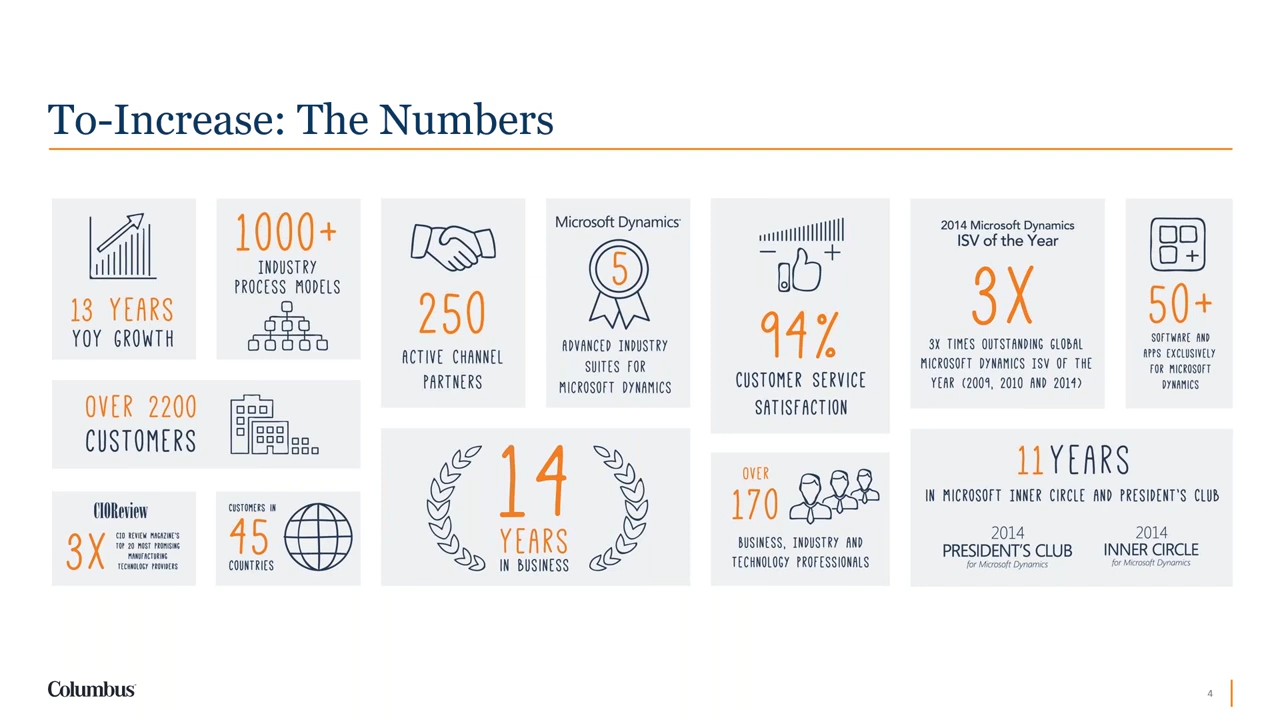 To-Increase: The Numbers
13 YEARS
YOY GROWTH
1000+
INDUSTRY
PROCESS MODELS
250
ACTIVE CHANNEL
PARTNERS
Microsoft Dynamics
5
ADVANCED INDUSTRY
SUITES FOR
MICROSOFT DYNAMICS
94%
CUSTOMER SERVICE
SATISFACTION
2014 Microsoft Dynamics
ISV of the Year
3X
3X TIMES OUTSTANDING GLOBAL
MICROSOFT DYNAMICS ISV OF THE
YEAR (2009, 2010 AND 2014)
50+
SOFTWARE AND
APPS EXCLUSIVELY
FOR MICROSOFT
DYNAMICS
OVER 2200
CUSTOMERS
CIOReview
3X
CIO REVIEW MAGAZINE'S
TOP 20 MOST PROMISING
MANUFACTURING
TECHNOLOGY PROVIDERS
CUSTOMERS IN
45
COUNTRIES
14
YEARS
IN BUSINESS
OVER
170
BUSINESS, INDUSTRY AND
TECHNOLOGY PROFESSIONALS
11 YEARS
IN MICROSOFT INNER CIRCLE AND PRESIDENT'S CLUB
2014
PRESIDENT'S CLUB
for Microsoft Dynamics
2014
INNER CIRCLE
for Microsoft Dynamics
Columbus
4